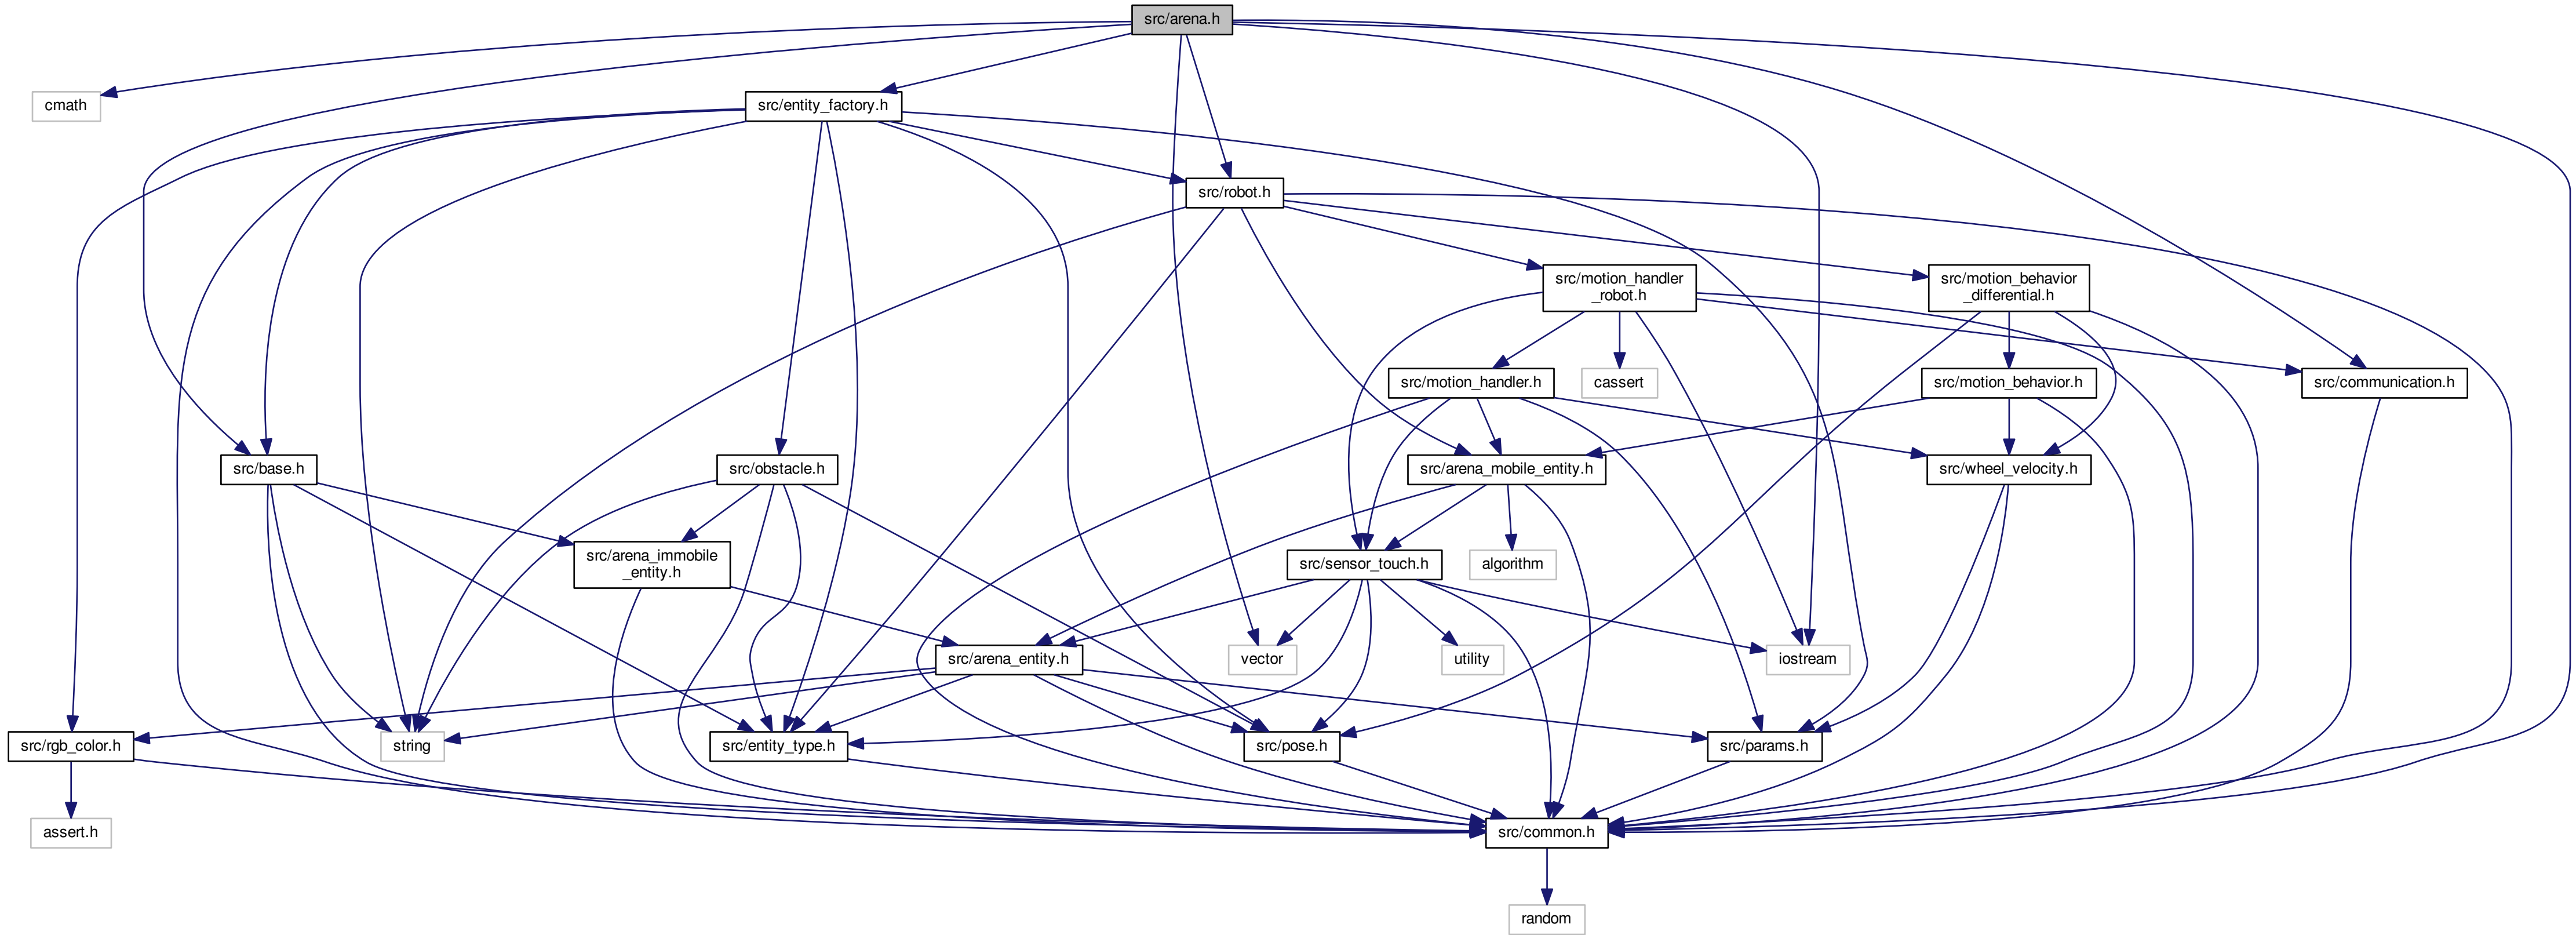 src/arena.h
cmath
src/entity_factory.h
src/robot.h
src/motion_handler
_robot.h
src/motion_behavior
_differential.h
src/motion_handler.h
cassert
src/motion_behavior.h
src/communication.h
src/base.h
src/obstacle.h
src/arena_mobile_entity.h
src/wheel_velocity.h
src/arena_immobile
_entity.h
src/sensor_touch.h
algorithm
src/arena_entity.h
vector
utility
iostream
src/rgb_color.h
string
src/entity_type.h
src/pose.h
src/params.h
assert.h
src/common.h
random